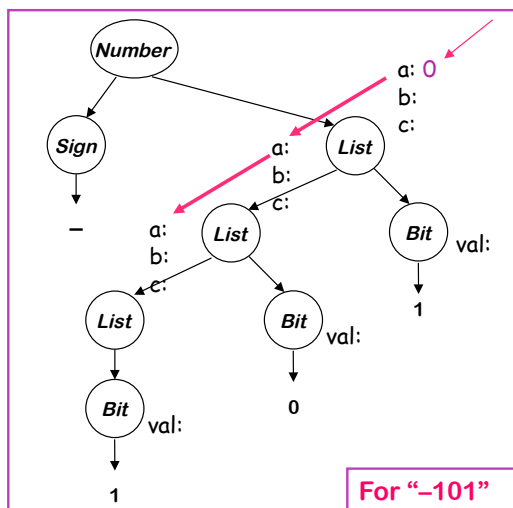 Number
a: 0
b:
c:
Sign
a:
b:
c:
List
–
a:
b:
c:
List
Bit
val:
1
List
Bit
val:
0
Bit
val:
1
For “–101”